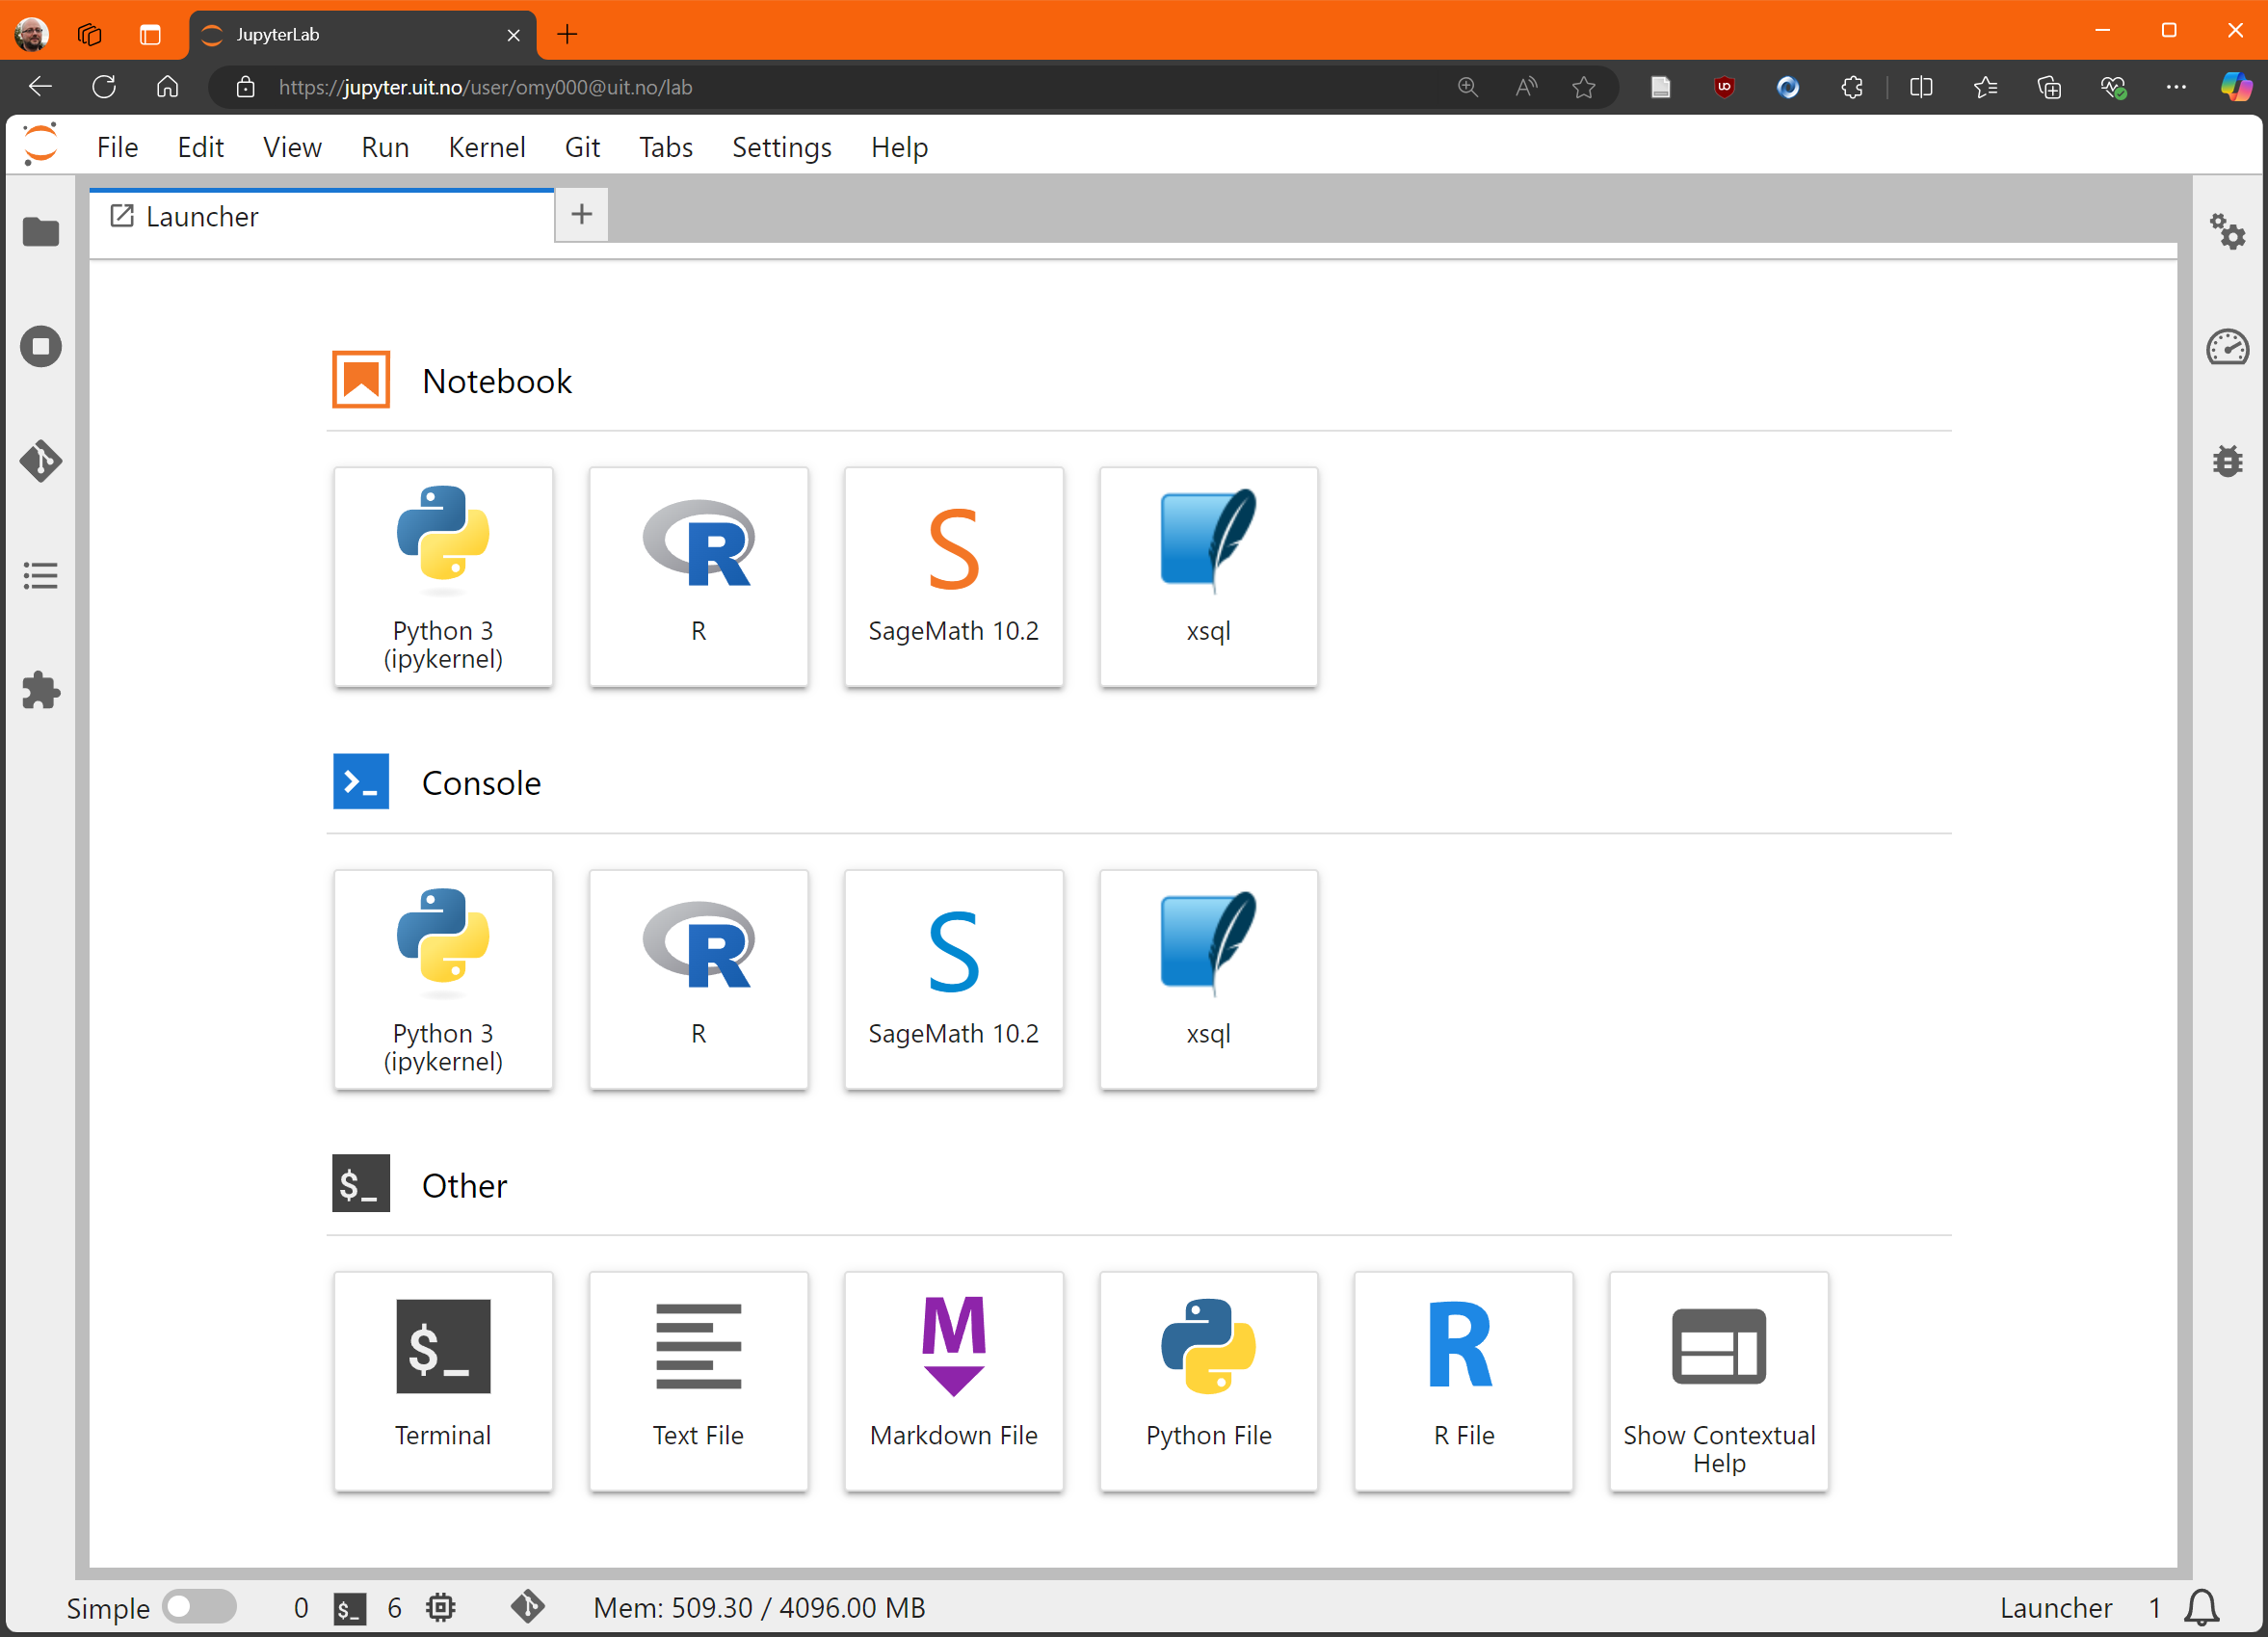 JupyterLab
https://jupyter.uit.no/user/omy000@uit.no/lab
File Edit View Run Kernel Git Tabs Settings Help
Launcher
Notebook
Python 3
(ipykernel)
R
SageMath 10.2
xsql
Console
Python 3
(ipykernel)
R
SageMath 10.2
xsql
$_ Other
$_
Terminal
Text File
M
Markdown File
Python File
R
R File
Show Contextual
Help
Simple 0 $_ 6 Mem: 509.30 / 4096.00 MB Launcher 1